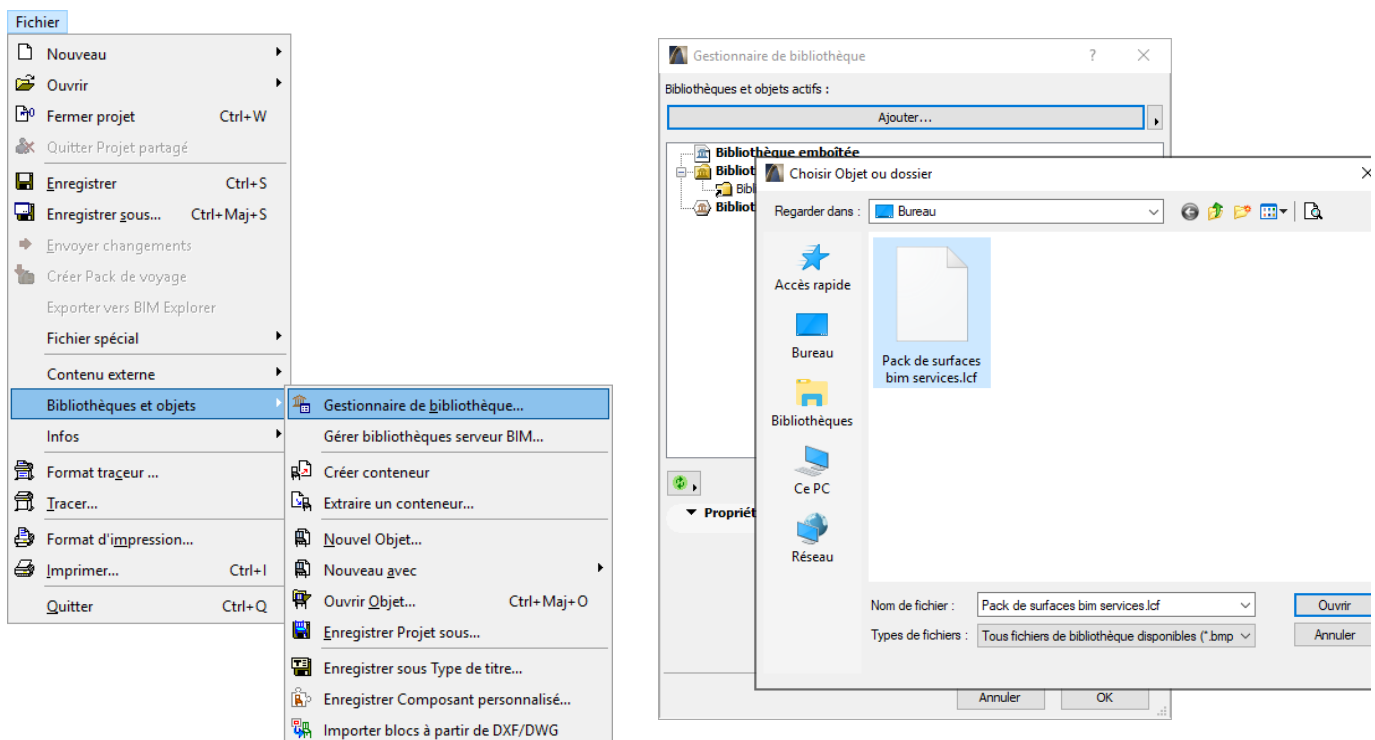 Fichier
Nouveau
Ouvrir
Fermer projet Ctrl+W
Quitter Projet partagé
Enregistrer Ctrl+S
Enregistrer sous... Ctrl+Maj+S
Envoyer changements
Créer Pack de voyage
Exporter vers BIM Explorer
Fichier spécial
Contenu externe
Bibliothèques et objets
Infos
Format traceur ...
Tracer...
Format d'impression...
Imprimer... Ctrl+I
Quitter Ctrl+Q
Gestionnaire de bibliothèque...
Gérer bibliothèques serveur BIM...
Créer conteneur
Extraire un conteneur...
Nouvel Objet...
Nouveau avec
Ouvrir Objet... Ctrl+Maj+O
Enregistrer Projet sous...
Enregistrer sous Type de titre...
Enregistrer Composant personnalisé...
Importer blocs à partir de DXF/DWG
Gestionnaire de bibliothèque ?
Bibliothèques et objets actifs :
Ajouter...
Bibliothèque emboîtée
Bibliot
Bibl
Bibliot
Propriét
Annuler OK
Choisir Objet ou dossier
Regarder dans : Bureau
Accès rapide
Bureau
Bibliothèques
Ce PC
Réseau
Pack de surfaces
bim services.lcf
Nom de fichier : Pack de surfaces bim services.lcf Ouvrir
Types de fichiers : Tous fichiers de bibliothèque disponibles (*.bmp Annuler